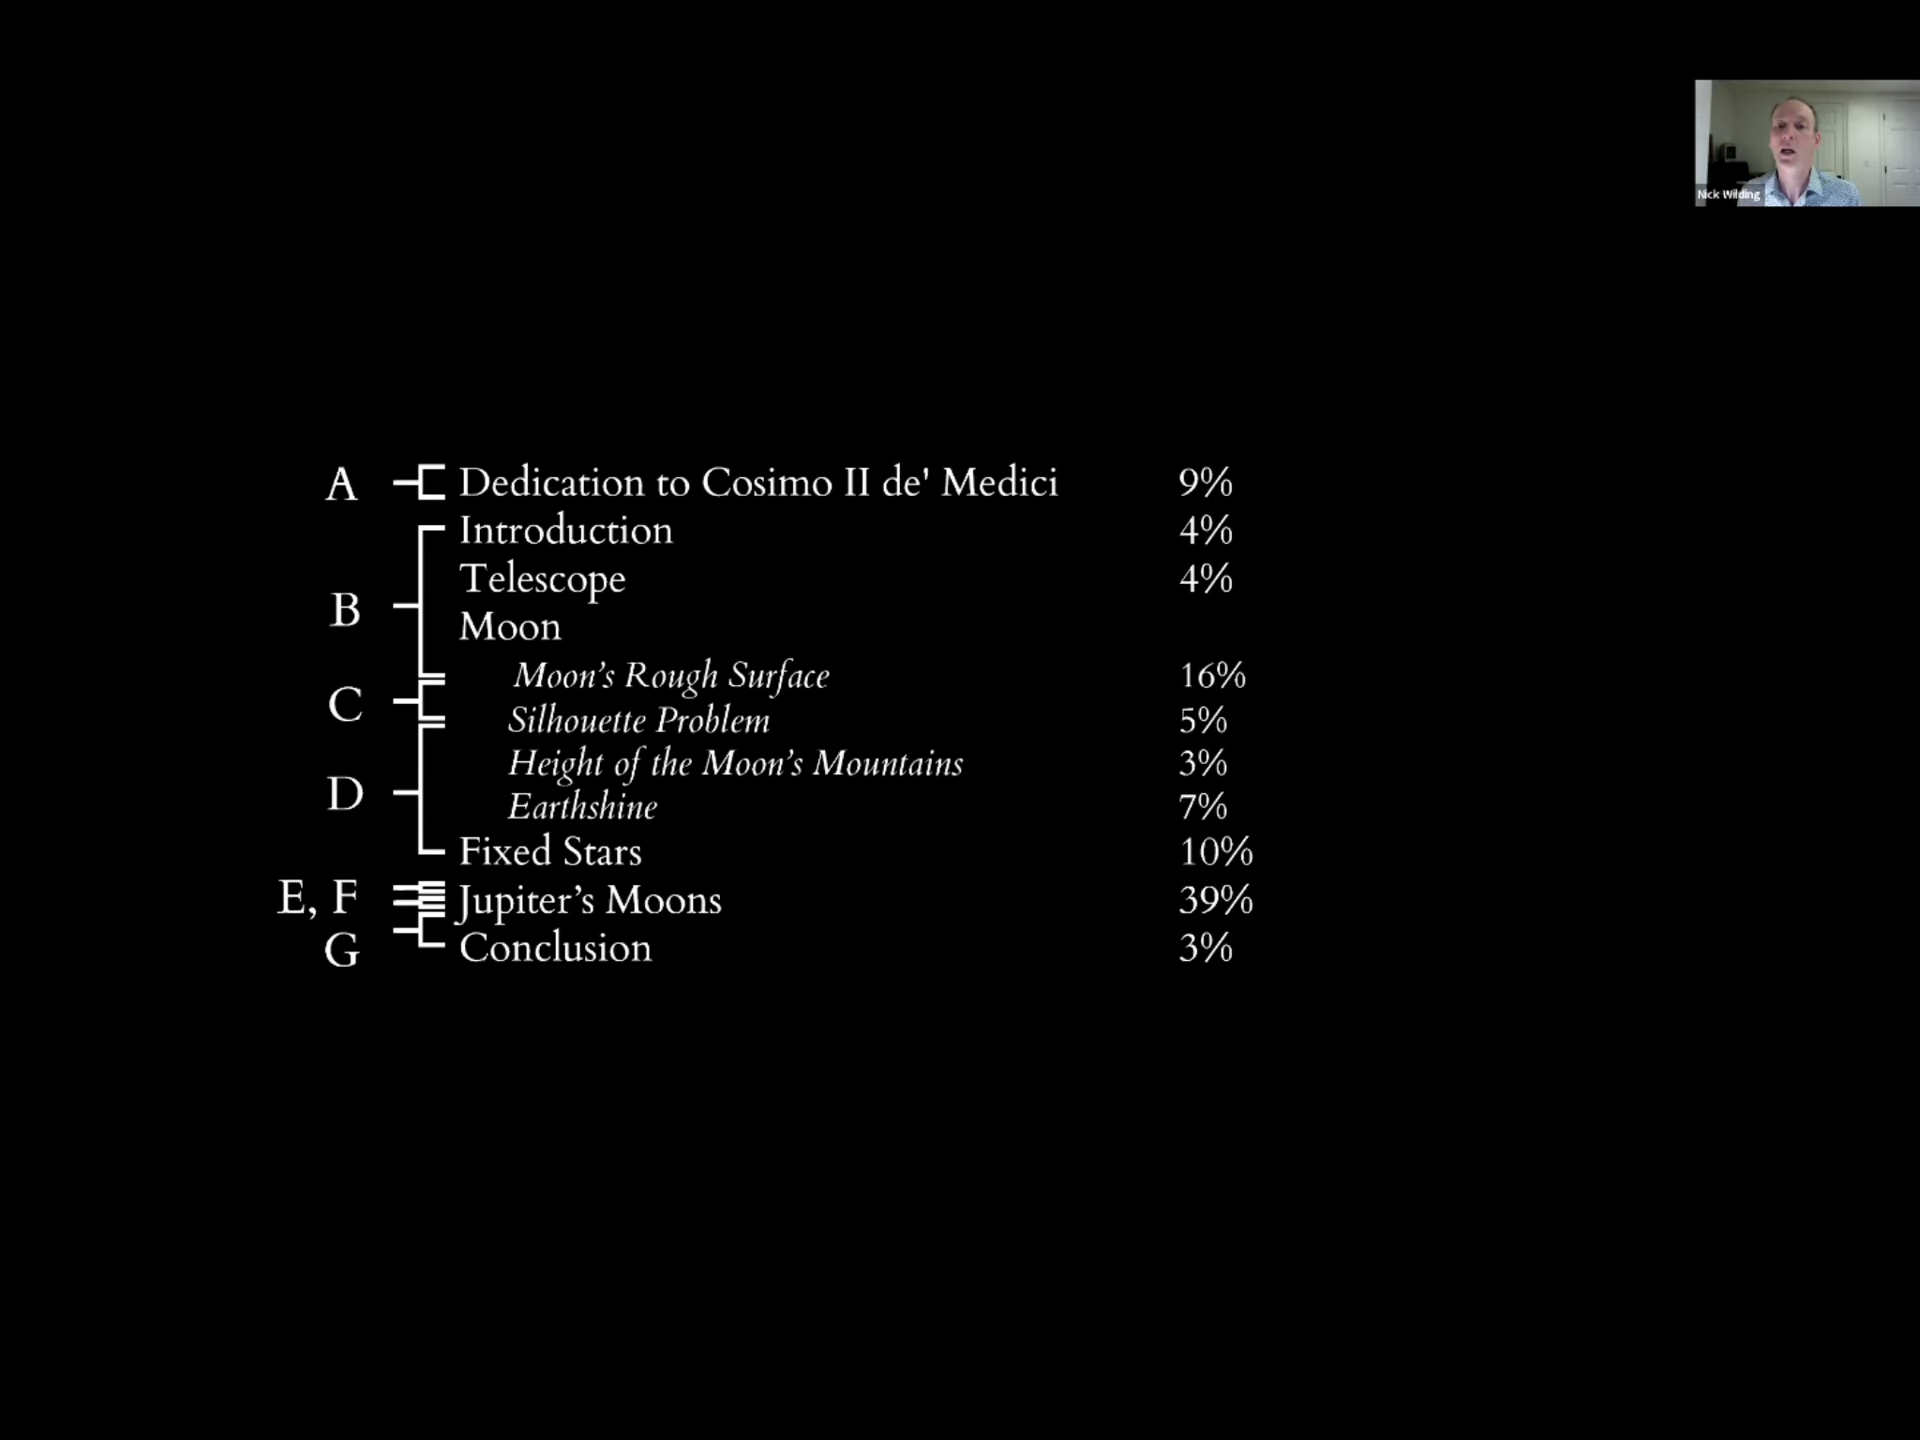 Nick Wilding
A Dedication to Cosimo II de' Medici 9%
Introduction 4%
Telescope 4%
B
Moon
Moon’s Rough Surface 16%
C
Silhouette Problem 5%
Height of the Moon’s Mountains 3%
D
Earthshine 7%
Fixed Stars 10%
E, F Jupiter’s Moons 39%
G Conclusion 3%